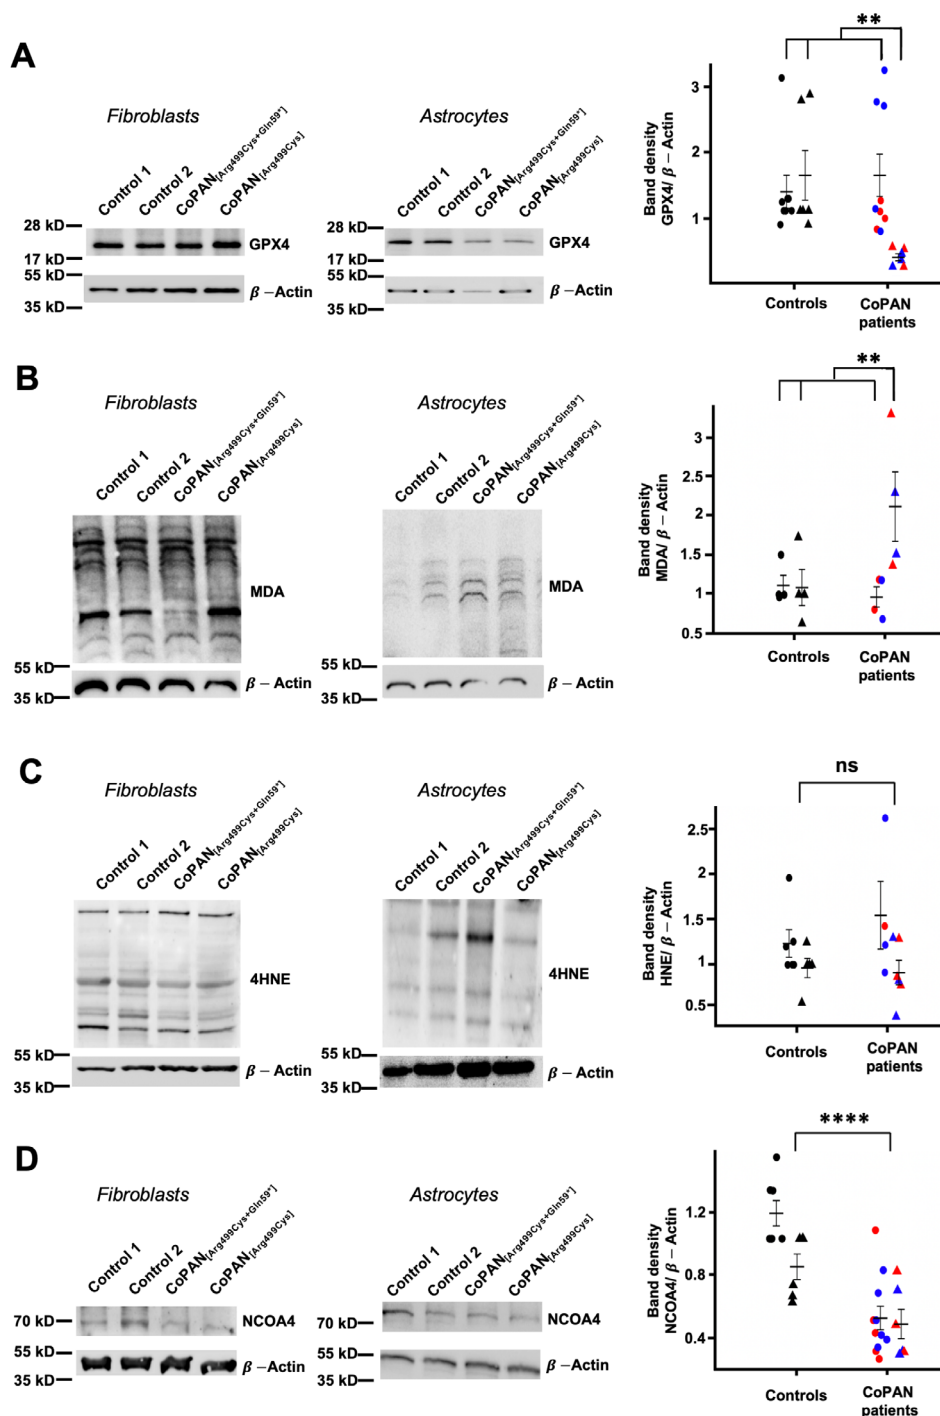 A
Fibroblasts
Control 1
Control 2
CoPAN[Arg499Cys+Gln59*]
CoPAN[Arg499Cys]
28 kD
17 kD
55 kD
35 kD
GPX4
β –Actin
Astrocytes
Control 1
Control 2
CoPAN[Arg499Cys+Gln59*]
CoPAN[Arg499Cys]
28 kD
17 kD
55 kD
35 kD
GPX4
β –Actin
**
Band density
GPX4/ β – Actin
3
2
1
Controls
CoPAN
patients
B
Fibroblasts
Control 1
Control 2
CoPAN[Arg499Cys+Gln59*]
CoPAN[Arg499Cys]
MDA
55 kD
35 kD
β – Actin
Astrocytes
Control 1
Control 2
CoPAN[Arg499Cys+Gln59*]
CoPAN[Arg499Cys]
MDA
55 kD
35 kD
β – Actin
**
Band density
MDA/ β – Actin
3
2
1.5
1
0.5
Controls
CoPAN
patients
C
Fibroblasts
Control 1
Control 2
CoPAN[Arg499Cys+Gln59*]
CoPAN[Arg499Cys]
4HNE
55 kD
35 kD
β – Actin
Astrocytes
Control 1
Control 2
CoPAN[Arg499Cys+Gln59*]
CoPAN[Arg499Cys]
4HNE
55 kD
35 kD
β – Actin
ns
Band density
HNE/ β – Actin
2.5
2
1.5
1
0.5
Controls
CoPAN
patients
D
Fibroblasts
Control 1
Control 2
CoPAN[Arg499Cys+Gln59*]
CoPAN[Arg499Cys]
70 kD
55 kD
35 kD
NCOA4
β –Actin
Astrocytes
Control 1
Control 2
CoPAN[Arg499Cys+Gln59*]
CoPAN[Arg499Cys]
70 kD
55 kD
35 kD
NCOA4
β –Actin
****
Band density
NCOA4/ β – Actin
1.2
0.8
0.4
Controls
CoPAN
patients